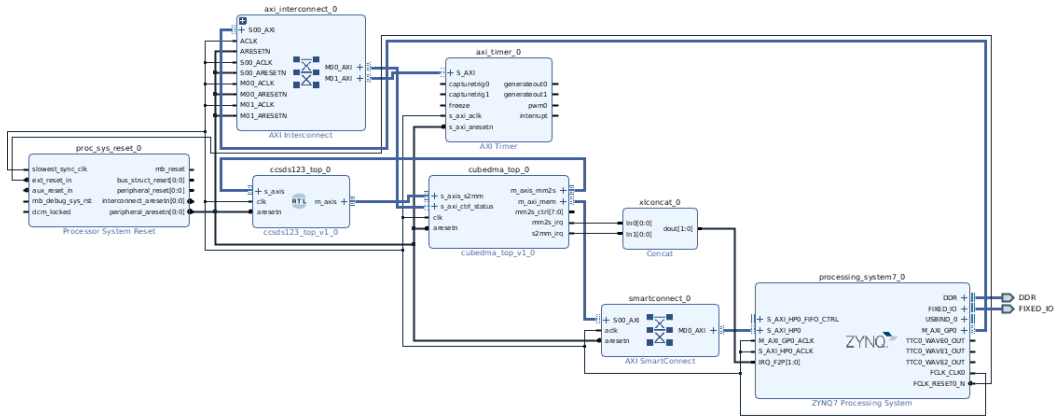 axi_interconnect_0
S00_AXI
ACLK
ARESETN
S00_ACLK
S00_ARESETN
M00_ACLK
M00_ARESETN
M01_ACLK
M01_ARESETN
M00_AXI
M01_AXI
AXI Interconnect
axi_timer_0
S_AXI
capturetrig0
capturetrig1
freeze
s_axi_aclk
s_axi_aresetn
generateout0
generateout1
pwm0
interrupt
AXI Timer
proc_sys_reset_0
slowest_sync_clk
ext_reset_in
aux_reset_in
mb_debug_sys_rst
dcm_locked
mb_reset
bus_struct_reset[0:0]
peripheral_reset[0:0]
interconnect_aresetn[0:0]
peripheral_aresetn[0:0]
Processor System Reset
ccsds123_top_0
s_axis
clk
aresetn
RTL
m_axis
ccsds123_top_v1_0
cubedma_top_0
s_axis_s2mm
s_axi_ctrl_status
clk
aresetn
m_axis_mm2s
m_axi_mem
mm2s_ctrl[7:0]
mm2s_irq
s2mm_irq
cubedma_top_v1_0
xlconcat_0
In0[0:0]
In1[0:0]
dout[1:0]
Concat
smartconnect_0
S00_AXI
aclk
aresetn
M00_AXI
AXI SmartConnect
processing_system7_0
S_AXI_HP0_FIFO_CTRL
S_AXI_HP0
M_AXI_GP0_ACLK
S_AXI_HP0_ACLK
IRQ_F2P[1:0]
ZYNQ
DDR
FIXED_IO
USBIND_0
M_AXI_GP0
TTC0_WAVE0_OUT
TTC0_WAVE1_OUT
TTC0_WAVE2_OUT
FCLK_CLK0
FCLK_RESET0_N
ZYNQ7 Processing System
DDR
FIXED_IO